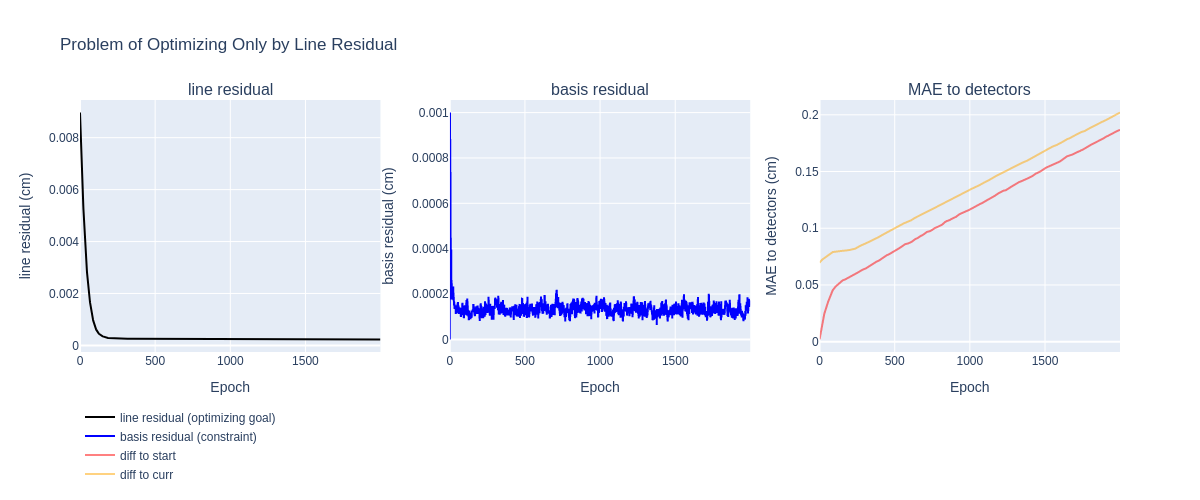 Problem of Optimizing Only by Line Residual
line residual
basis residual
MAE to detectors
line residual (cm)
0.008
0.006
0.004
0.002
0
0
500
1000
1500
Epoch
basis residual (cm)
0.001
0.0008
0.0006
0.0004
0.0002
0
0
500
1000
1500
Epoch
MAE to detectors (cm)
0.2
0.15
0.1
0.05
0
0
500
1000
1500
Epoch
line residual (optimizing goal)
basis residual (constraint)
diff to start
diff to curr